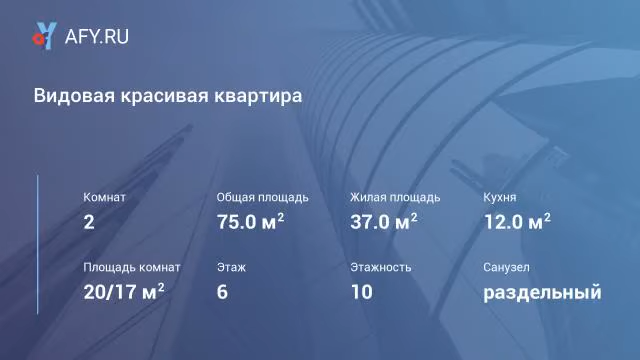 AFY.RU
Видовая красивая квартира
Комнат
2
Общая площадь
75.0 м²
Жилая площадь
37.0 м²
Кухня
12.0 м²
Площадь комнат
20/17 м²
Этаж
6
Этажность
10
Санузел
раздельный